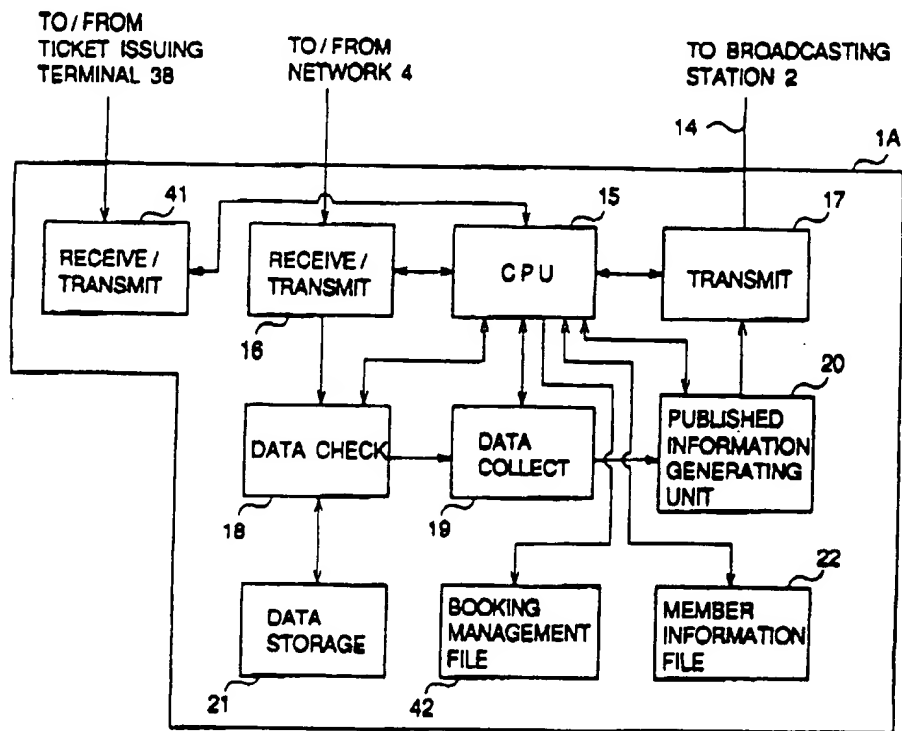 TO/FROM
TICKET ISSUING
TERMINAL 38
TO/FROM
NETWORK 4
TO BROADCASTING
STATION 2
14
1A
41
15
17
RECEIVE/
TRANSMIT
RECEIVE/
TRANSMIT
CPU
TRANSMIT
16
20
DATA CHECK
DATA
COLLECT
PUBLISHED
INFORMATION
GENERATING
UNIT
18
19
22
DATA
STORAGE
BOOKING
MANAGEMENT
FILE
MEMBER
INFORMATION
FILE
21
42